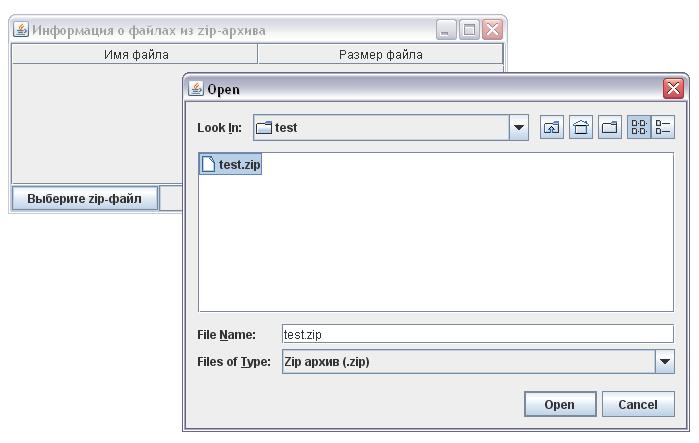 Информация о файлах из zip-архива
Имя файла Размер файла
Выберите zip-файл
Open
Look In: test
test.zip
File Name: test.zip
Files of Type: Zip архив (.zip)
Open Cancel